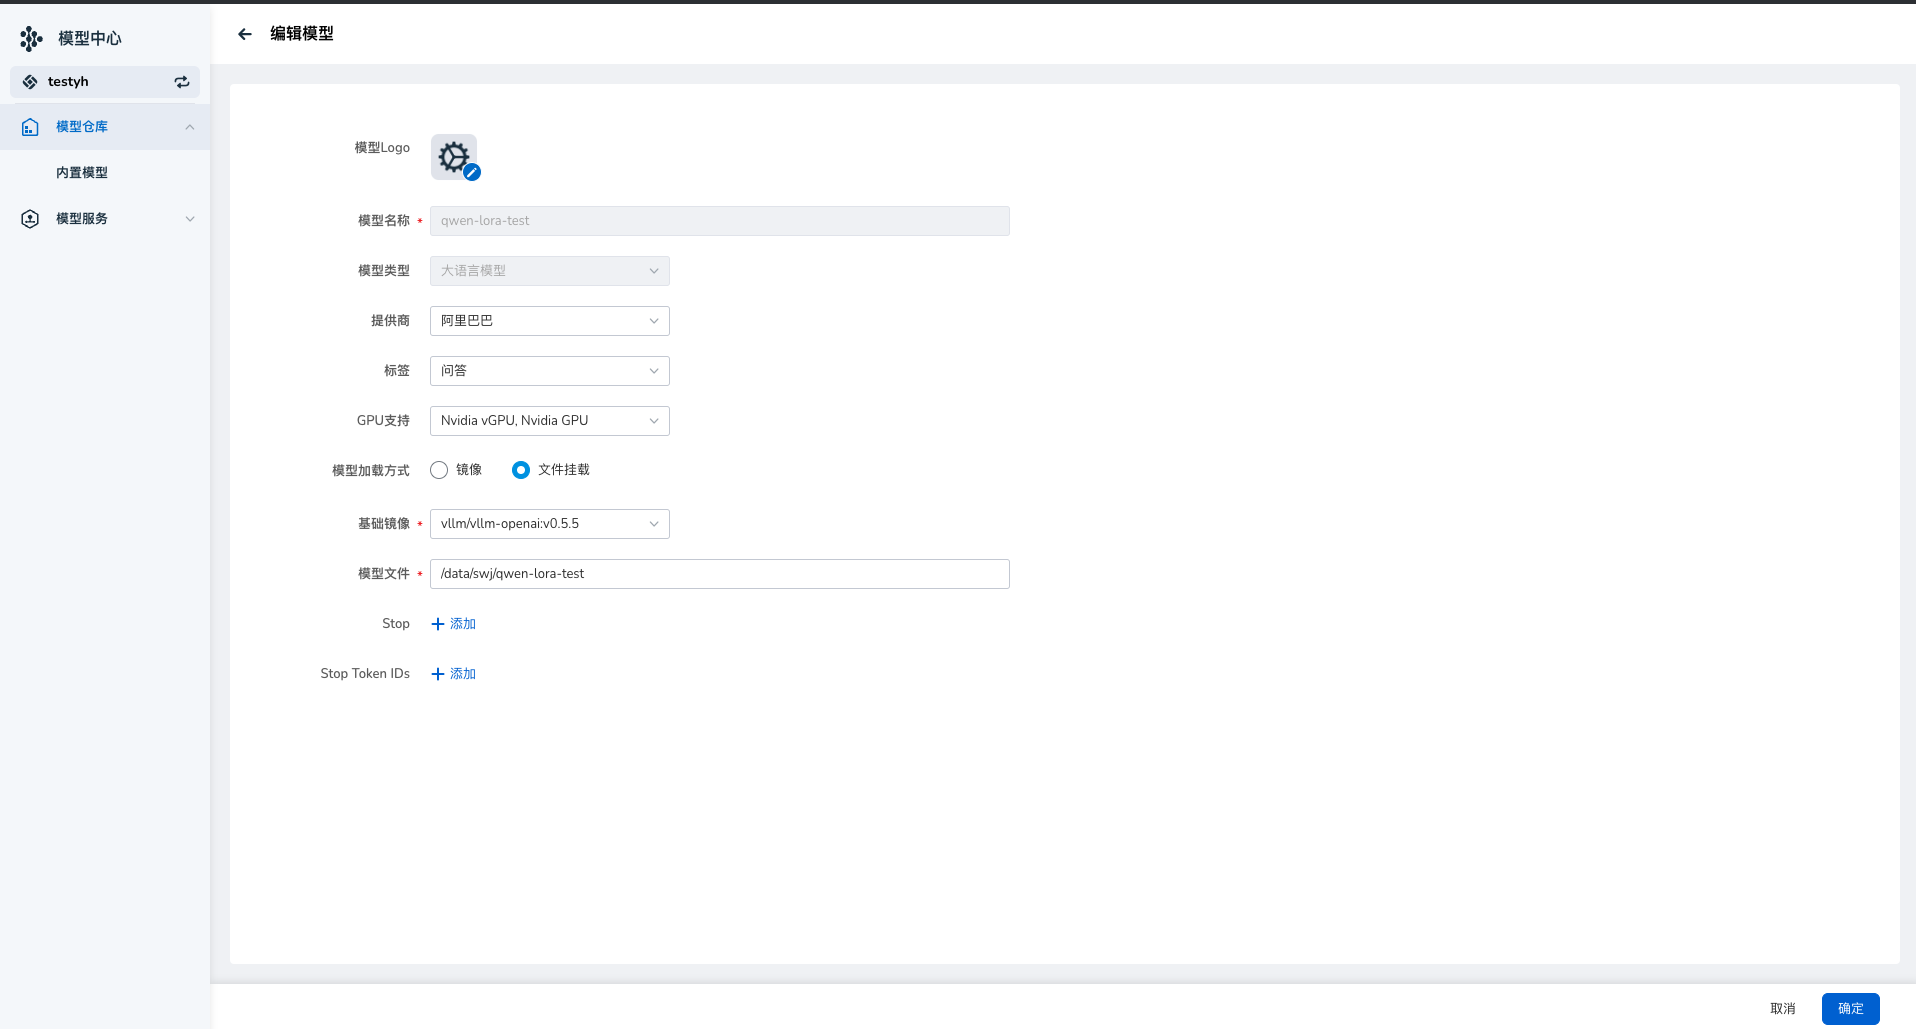 模型中心
testyh
模型仓库
内置模型
模型服务
编辑模型
模型Logo
模型名称 * qwen-lora-test
模型类型 大语言模型
提供商 阿里巴巴
标签 问答
GPU支持 Nvidia vGPU, Nvidia GPU
模型加载方式 镜像 文件挂载
基础镜像 * vllm/vllm-openai:v0.5.5
模型文件 * /data/swj/qwen-lora-test
Stop 添加
Stop Token IDs 添加
取消 确定